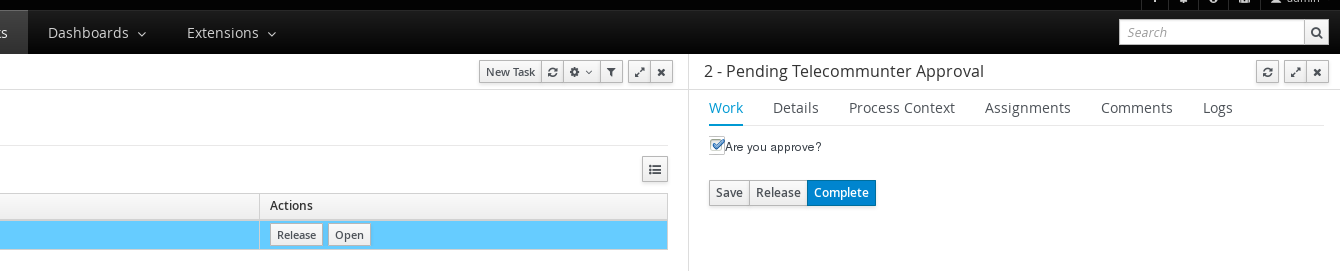 admin
Dashboards
Extensions
Search
New Task
2 - Pending Telecommunter Approval
Work
Details
Process Context
Assignments
Comments
Logs
Are you approve?
Save
Release
Complete
Actions
Release
Open